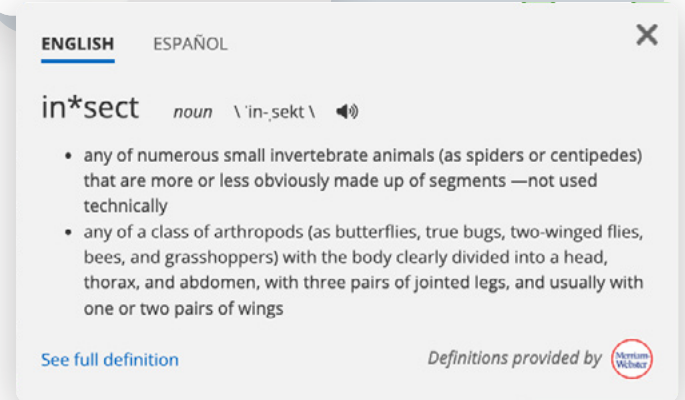 ENGLISH ESPAÑOL
in*sect noun \ ˈin-ˌsekt \
any of numerous small invertebrate animals (as spiders or centipedes)
that are more or less obviously made up of segments —not used
technically
any of a class of arthropods (as butterflies, true bugs, two-winged flies,
bees, and grasshoppers) with the body clearly divided into a head,
thorax, and abdomen, with three pairs of jointed legs, and usually with
one or two pairs of wings
See full definition
Definitions provided by
Merriam-
Webster